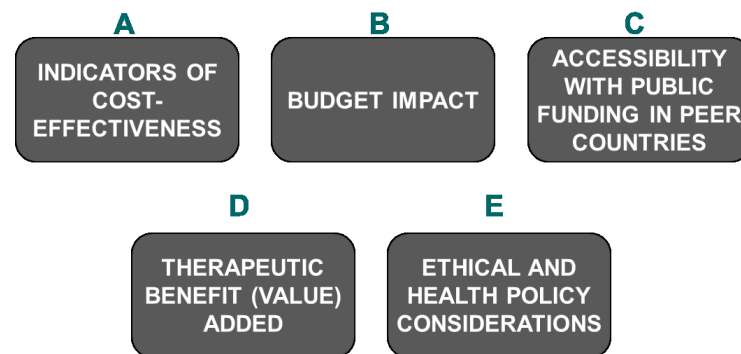 A
INDICATORS OF
COST-
EFFECTIVENESS
B
BUDGET IMPACT
C
ACCESSIBILITY
WITH PUBLIC
FUNDING IN PEER
COUNTRIES
D
THERAPEUTIC
BENEFIT (VALUE)
ADDED
E
ETHICAL AND
HEALTH POLICY
CONSIDERATIONS